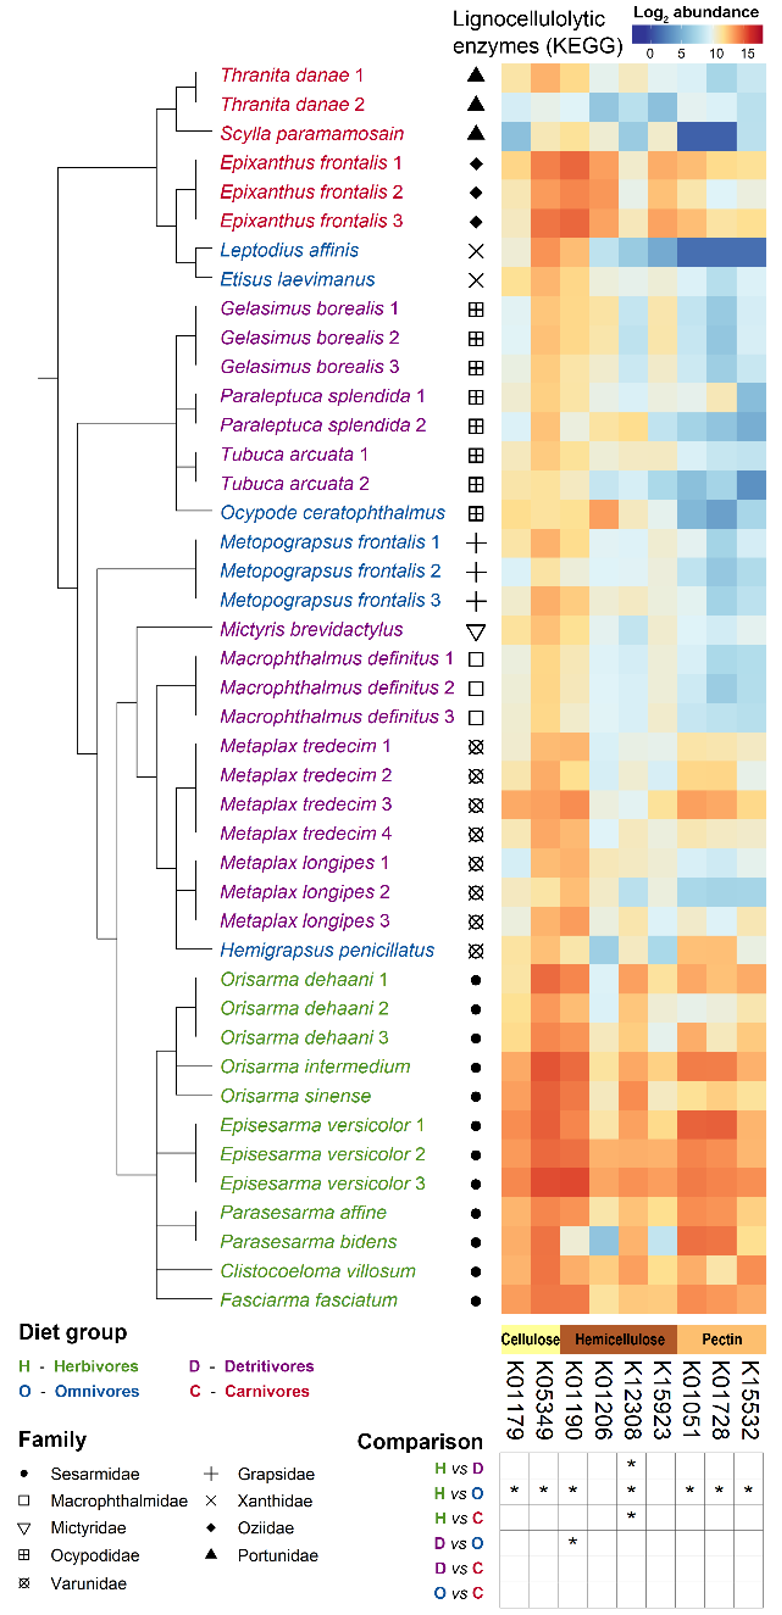 Lignocellulolytic
enzymes (KEGG)
Log2 abundance
0 5 10 15
Thranita danae 1
Thranita danae 2
Scylla paramamosain
Epixanthus frontalis 1
Epixanthus frontalis 2
Epixanthus frontalis 3
Leptodius affinis
Etisus laevimanus
Gelasimus borealis 1
Gelasimus borealis 2
Gelasimus borealis 3
Paraleptuca splendida 1
Paraleptuca splendida 2
Tubuca arcuata 1
Tubuca arcuata 2
Ocypode ceratophthalmus
Metopograpsus frontalis 1
Metopograpsus frontalis 2
Metopograpsus frontalis 3
Mictyris brevidactylus
Macrophthalmus definitus 1
Macrophthalmus definitus 2
Macrophthalmus definitus 3
Metaplax tredecim 1
Metaplax tredecim 2
Metaplax tredecim 3
Metaplax tredecim 4
Metaplax longipes 1
Metaplax longipes 2
Metaplax longipes 3
Hemigrapsus penicillatus
Orisarma dehaani 1
Orisarma dehaani 2
Orisarma dehaani 3
Orisarma intermedium
Orisarma sinense
Episesarma versicolor 1
Episesarma versicolor 2
Episesarma versicolor 3
Parasesarma affine
Parasesarma bidens
Clistocoeloma villosum
Fasciarma fasciatum
Cellulose Hemicellulose Pectin
K01179 K05349 K01190 K01206 K12308 K15923 K01051 K01728 K15532
Diet group
H - Herbivores D - Detritivores
O - Omnivores C - Carnivores
Family
Sesarmidae Grapsidae
Macrophthalmidae Xanthidae
Mictyridae Oziidae
Ocypodidae Portunidae
Varunidae
Comparison
H vs D *
H vs O * * * * * * *
H vs C *
D vs O *
D vs C
O vs C